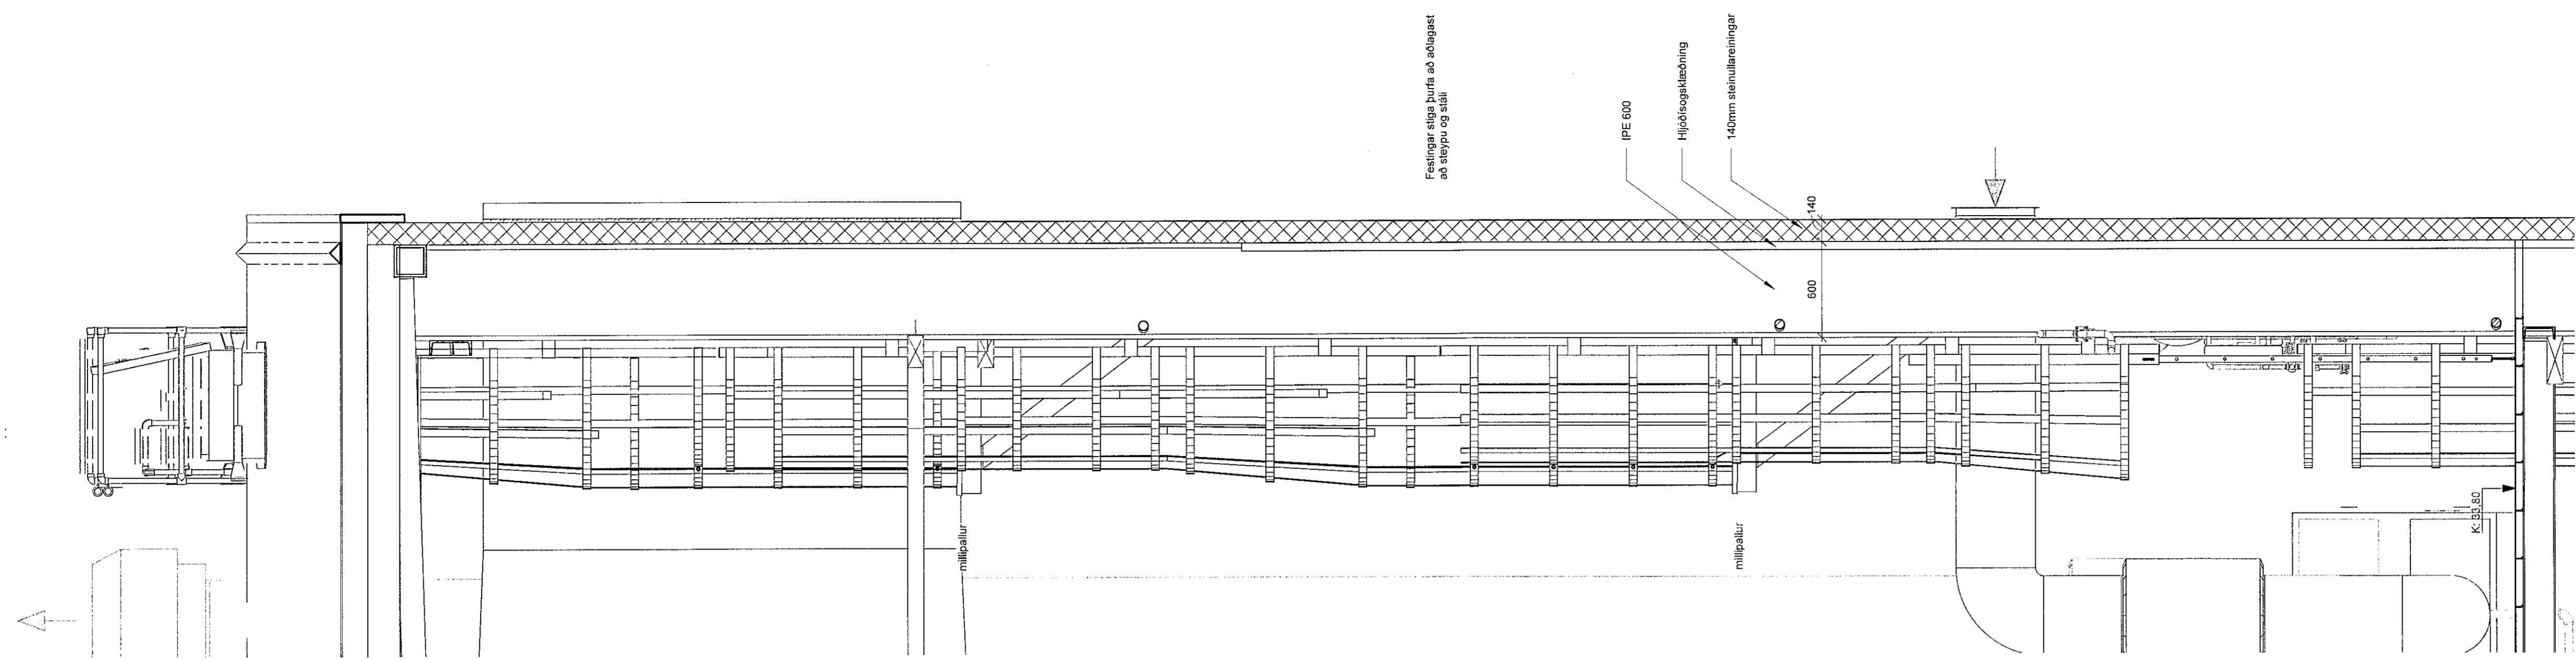 Festingar stiga þurfa að aðlagast
að steypu og stáli
IPE 600
Hljóðísogsklæðning
140mm steinullareiningar
140
600
millipallur
millipallur
K: 33,80